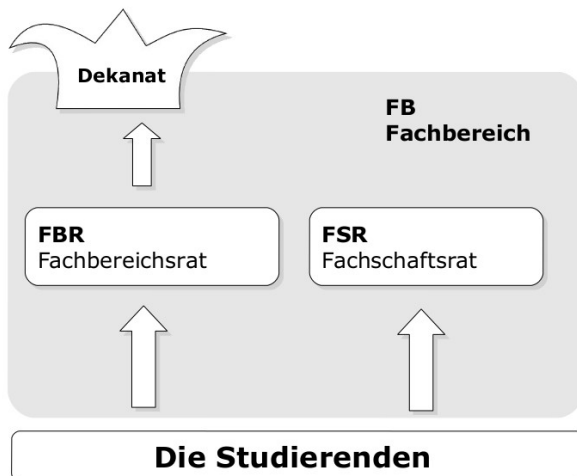 Dekanat
FB
Fachbereich
FBR
Fachbereichsrat
FSR
Fachschaftsrat
Die Studierenden